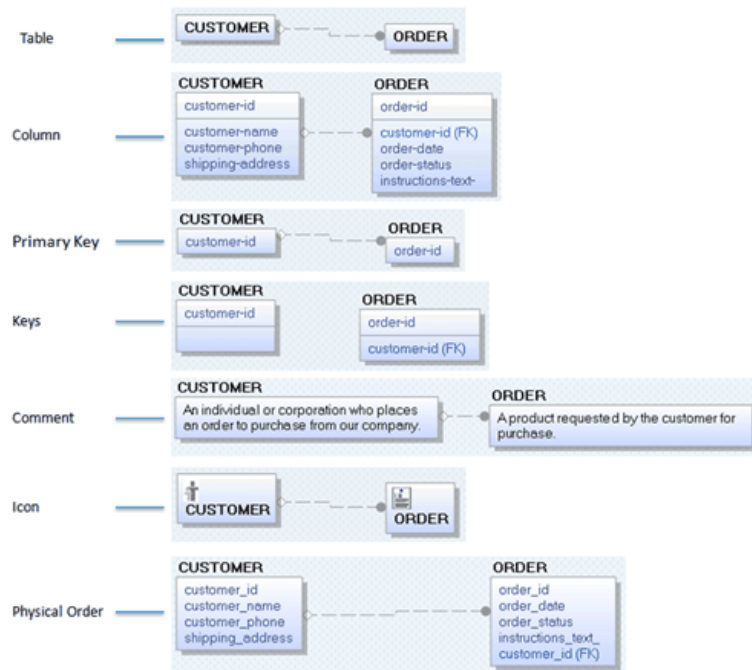 Table
CUSTOMER
ORDER
Column
CUSTOMER
customer-id
customer-name
customer-phone
shipping-address
ORDER
order-id
customer-id (FK)
order-date
order-status
instructions-text-
Primary Key
CUSTOMER
customer-id
ORDER
order-id
Keys
CUSTOMER
customer-id
ORDER
order-id
customer-id (FK)
Comment
CUSTOMER
An individual or corporation who places
an order to purchase from our company.
ORDER
A product requested by the customer for
purchase.
Icon
CUSTOMER
ORDER
Physical Order
CUSTOMER
customer_id
customer_name
customer_phone
shipping_address
ORDER
order_id
order_date
order_status
instructions_text_
customer_id (FK)